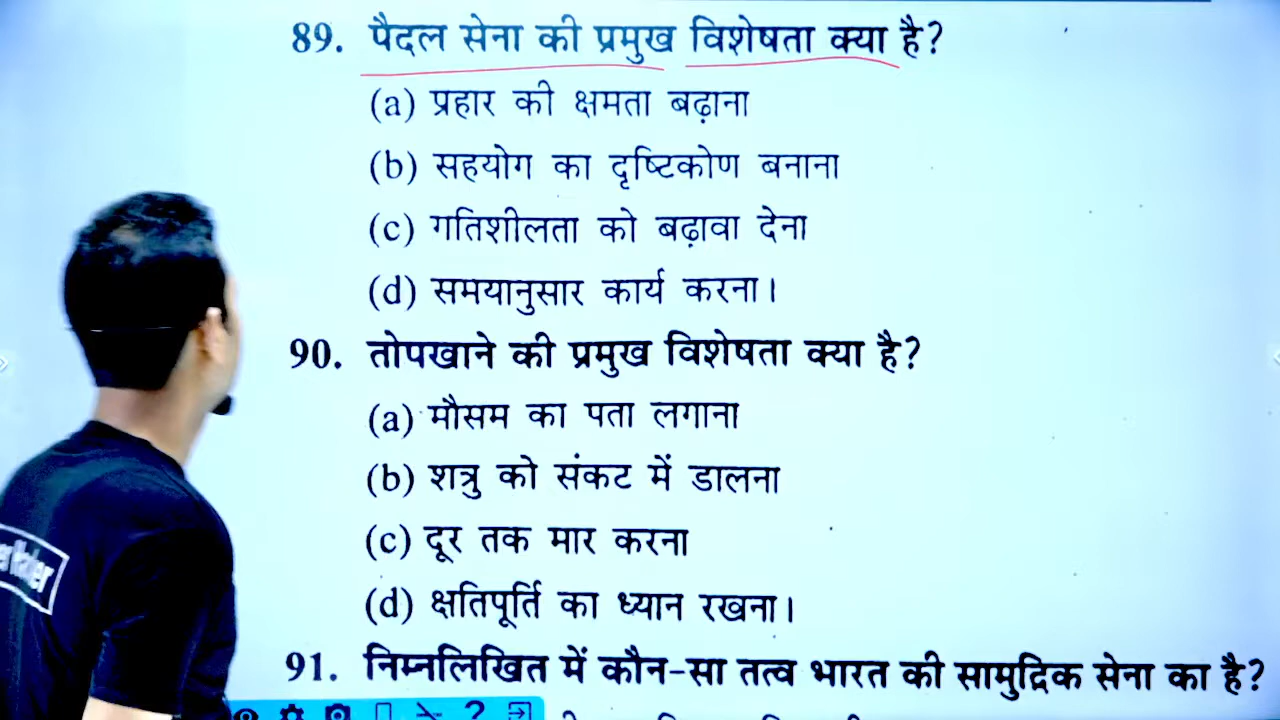 89. पैदल सेना की प्रमुख विशेषता क्या है?
(a) प्रहार की क्षमता बढ़ाना
(b) सहयोग का दृष्टिकोण बनाना
(c) गतिशीलता को बढ़ावा देना
(d) समयानुसार कार्य करना।
90. तोपखाने की प्रमुख विशेषता क्या है?
(a) मौसम का पता लगाना
(b) शत्रु को संकट में डालना
(c) दूर तक मार करना
(d) क्षतिपूर्ति का ध्यान रखना।
91. निम्नलिखित में कौन-सा तत्व भारत की सामुद्रिक सेना का है?